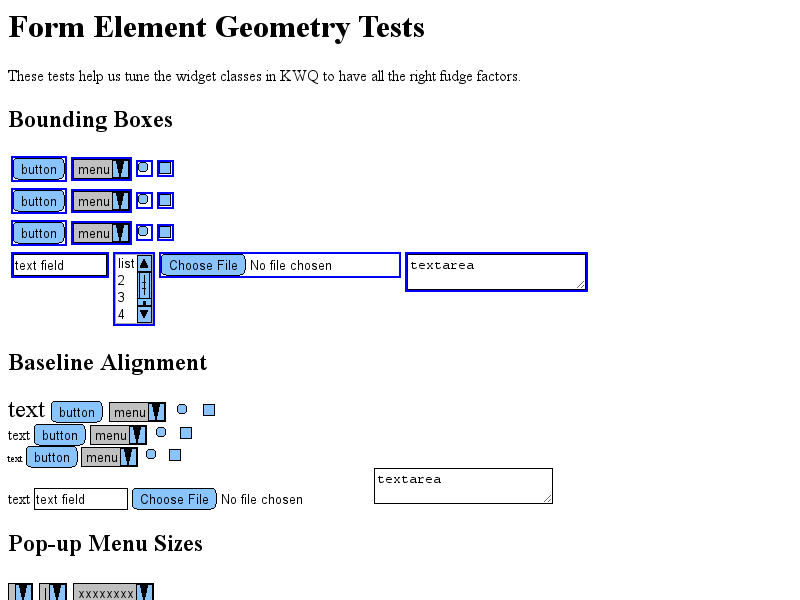 Form Element Geometry Tests
These tests help us tune the widget classes in KWQ to have all the right fudge factors.
Bounding Boxes
button menu
button menu
button menu
text field list Choose File No file chosen textarea
2
3
4
Baseline Alignment
text button menu
text button menu
text button menu
textarea
text text field Choose File No file chosen
Pop-up Menu Sizes
| xxxxxxxx